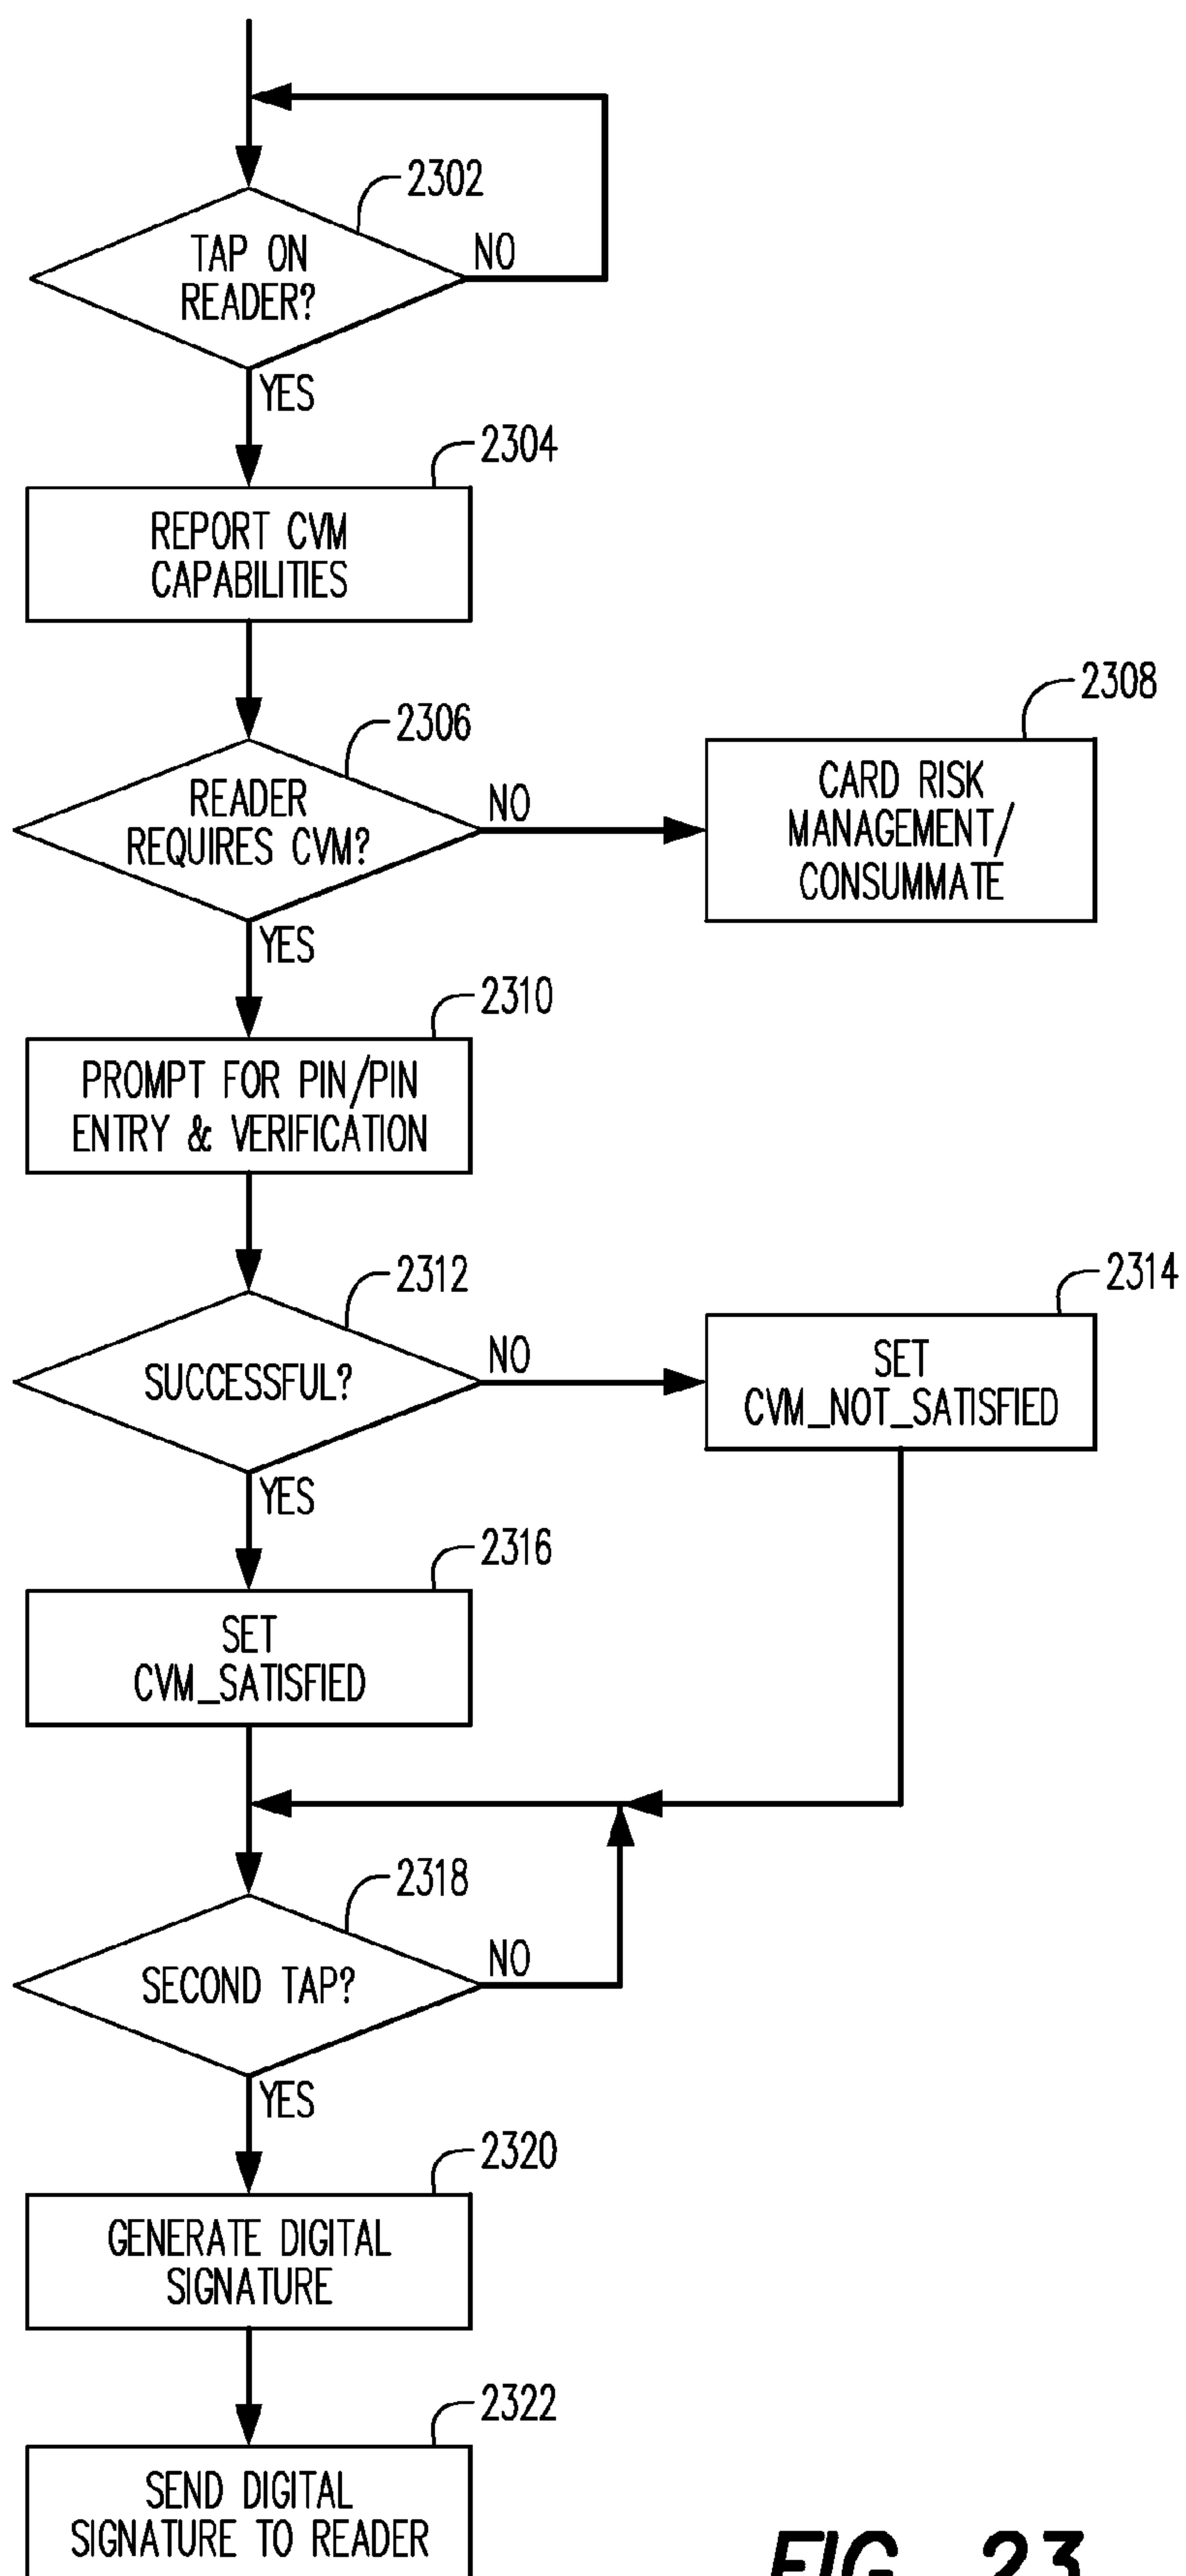 2302
TAP ON
READER?
NO
YES
2304
REPORT CVM
CAPABILITIES
2306
READER
REQUIRES CVM?
NO
YES
2308
CARD RISK
MANAGEMENT/
CONSUMMATE
2310
PROMPT FOR PIN/PIN
ENTRY & VERIFICATION
2312
SUCCESSFUL?
NO
YES
2314
SET
CVM_NOT_SATISFIED
2316
SET
CVM_SATISFIED
2318
SECOND TAP?
NO
YES
2320
GENERATE DIGITAL
SIGNATURE
2322
SEND DIGITAL
SIGNATURE TO READER
FIG. 23